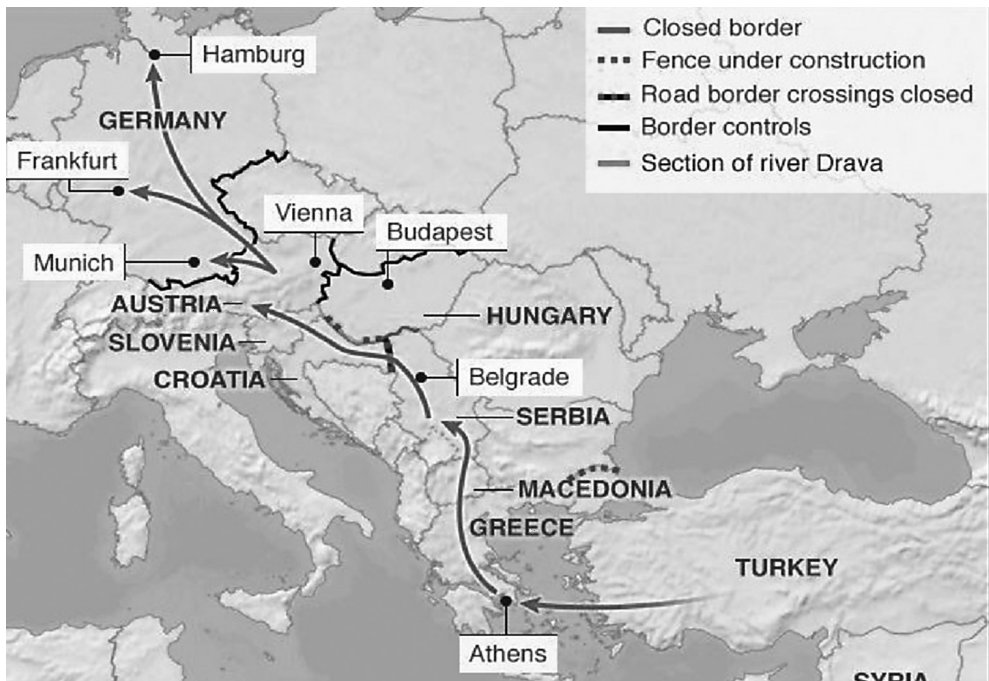 Closed border
Fence under construction
Road border crossings closed
Border controls
Section of river Drava
Hamburg
GERMANY
Frankfurt
Vienna
Budapest
Munich
AUSTRIA
HUNGARY
SLOVENIA
CROATIA
Belgrade
SERBIA
MACEDONIA
GREECE
TURKEY
Athens
SYRIA